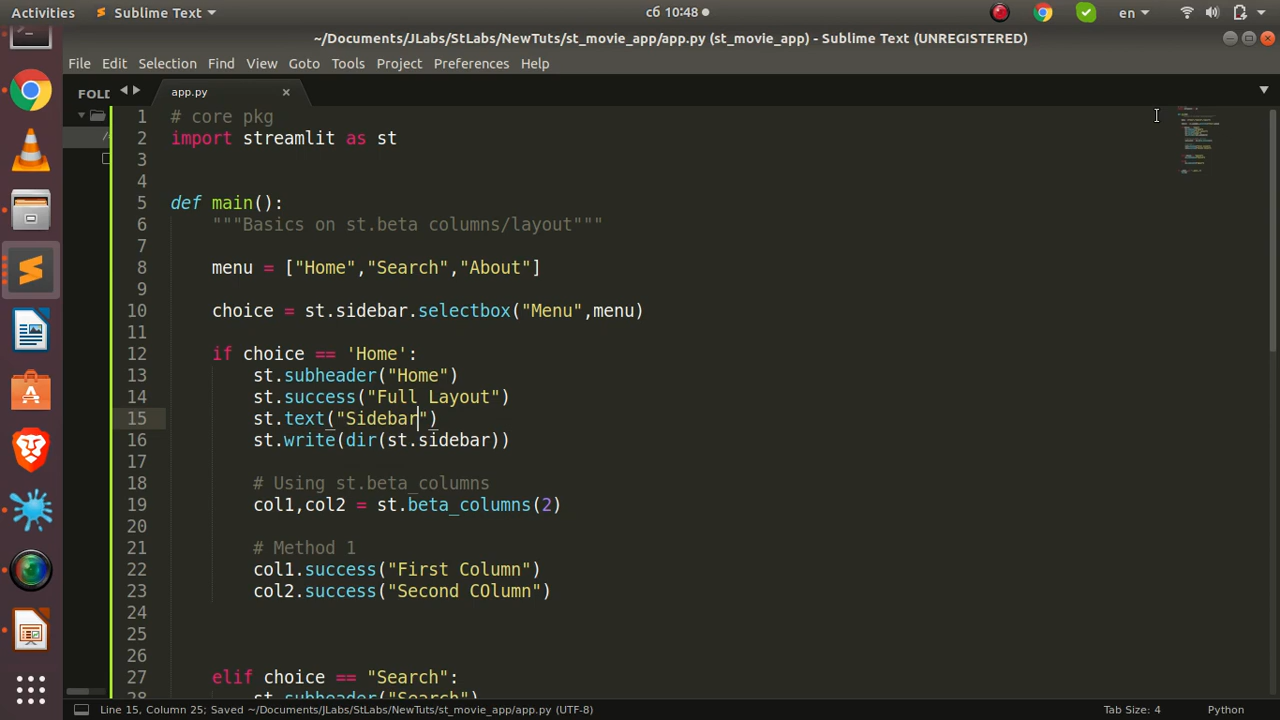 Activities
Sublime Text
сб 10:48
en
~/Documents/JLabs/StLabs/NewTuts/st_movie_app/app.py (st_movie_app) - Sublime Text (UNREGISTERED)
File Edit Selection Find View Goto Tools Project Preferences Help
FOLD
app.py
1 # core pkg
2 import streamlit as st
3
4
5 def main():
6 """Basics on st.beta columns/layout"""
7
8 menu = ["Home","Search","About"]
9
10 choice = st.sidebar.selectbox("Menu",menu)
11
12 if choice == 'Home':
13 st.subheader("Home")
14 st.success("Full Layout")
15 st.text("Sidebar")
16 st.write(dir(st.sidebar))
17
18 # Using st.beta_columns
19 col1,col2 = st.beta_columns(2)
20
21 # Method 1
22 col1.success("First Column")
23 col2.success("Second COlumn")
24
25
26
27 elif choice == "Search":
28 st.subheader("Search")
Line 15, Column 25; Saved ~/Documents/JLabs/StLabs/NewTuts/st_movie_app/app.py (UTF-8)
Tab Size: 4
Python